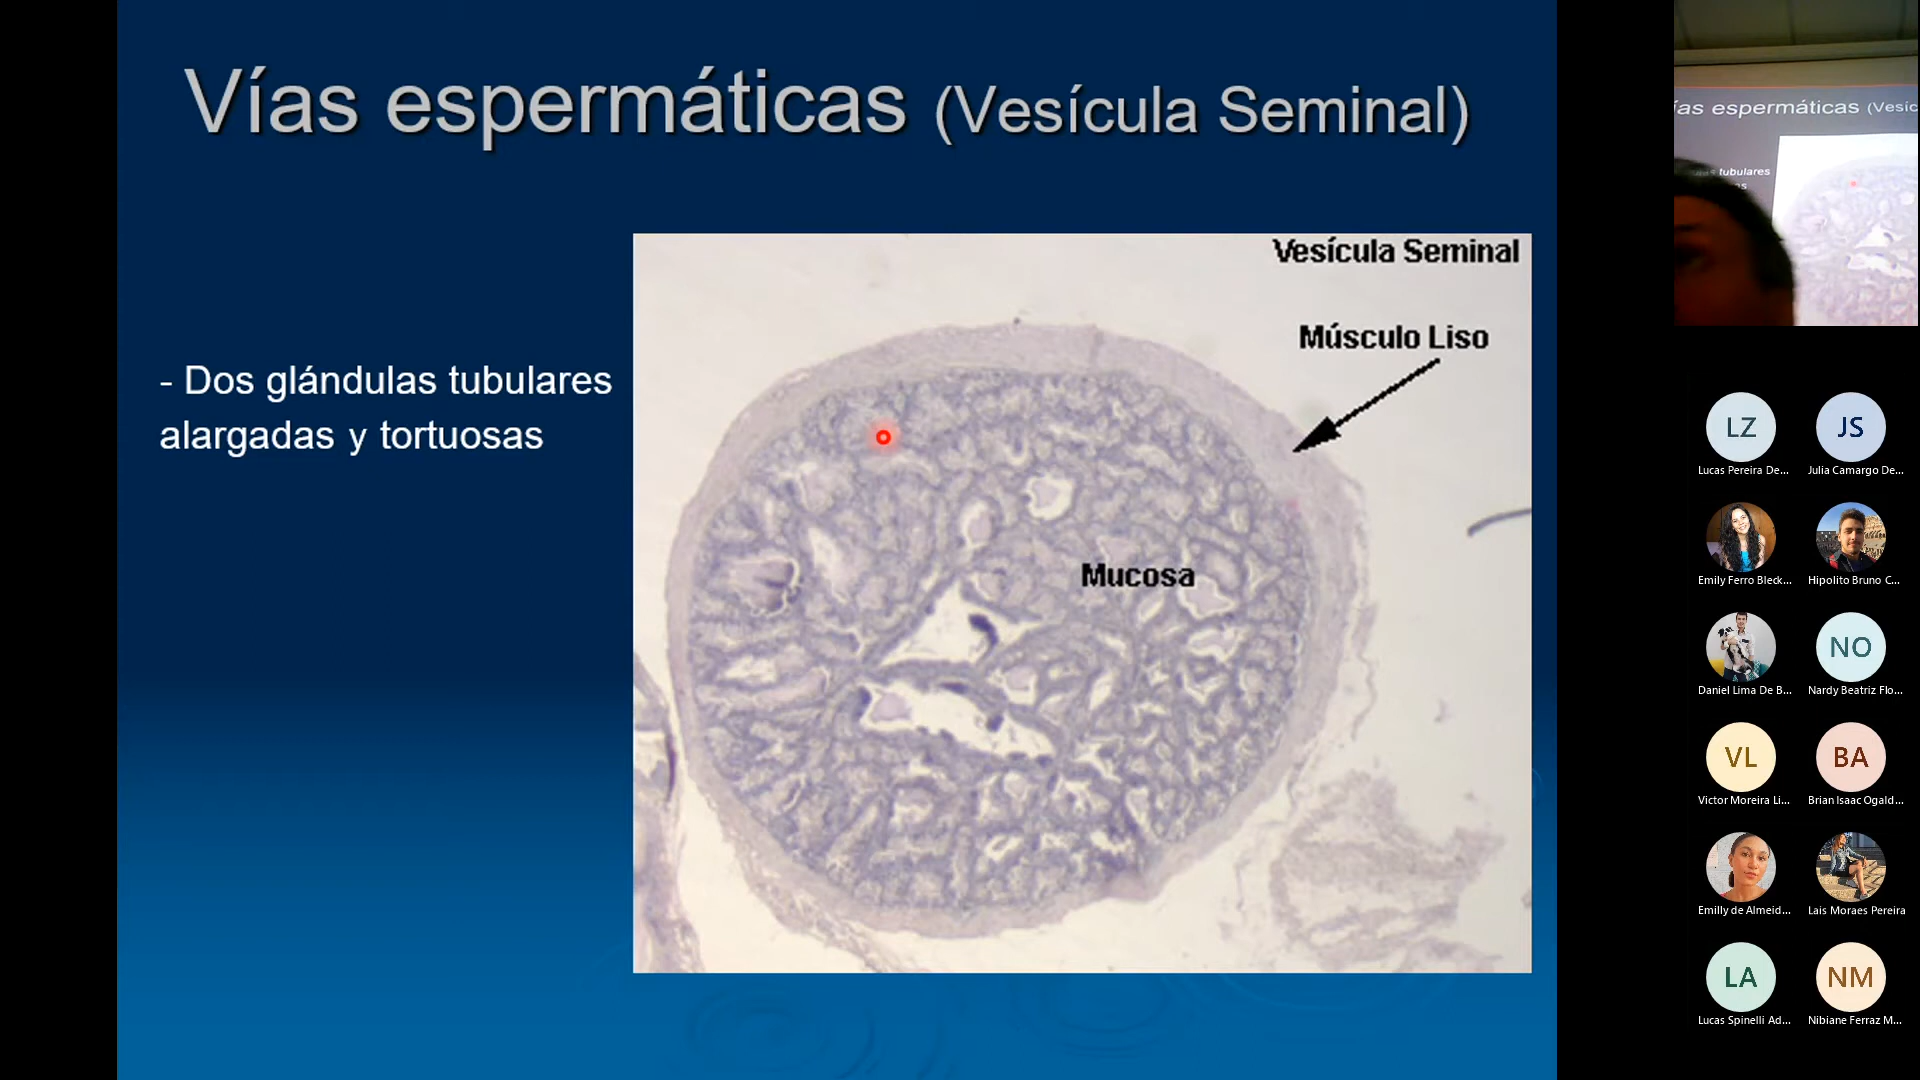 Vías espermáticas (Vesícula Seminal)
- Dos glándulas tubulares
alargadas y tortuosas
Vesícula Seminal
Músculo Liso
Mucosa
ías espermáticas (Vesic
tubulares
LZ
JS
Lucas Pereira De...
Julia Camargo De...
Emily Ferro Bleck...
Hipolito Bruno C...
NO
Daniel Lima De B...
Nardy Beatriz Flo...
VL
BA
Victor Moreira Li...
Brian Isaac Ogald...
Emilly de Almeid...
Lais Moraes Pereira
LA
NM
Lucas Spinelli Ad...
Nibiane Ferraz M...